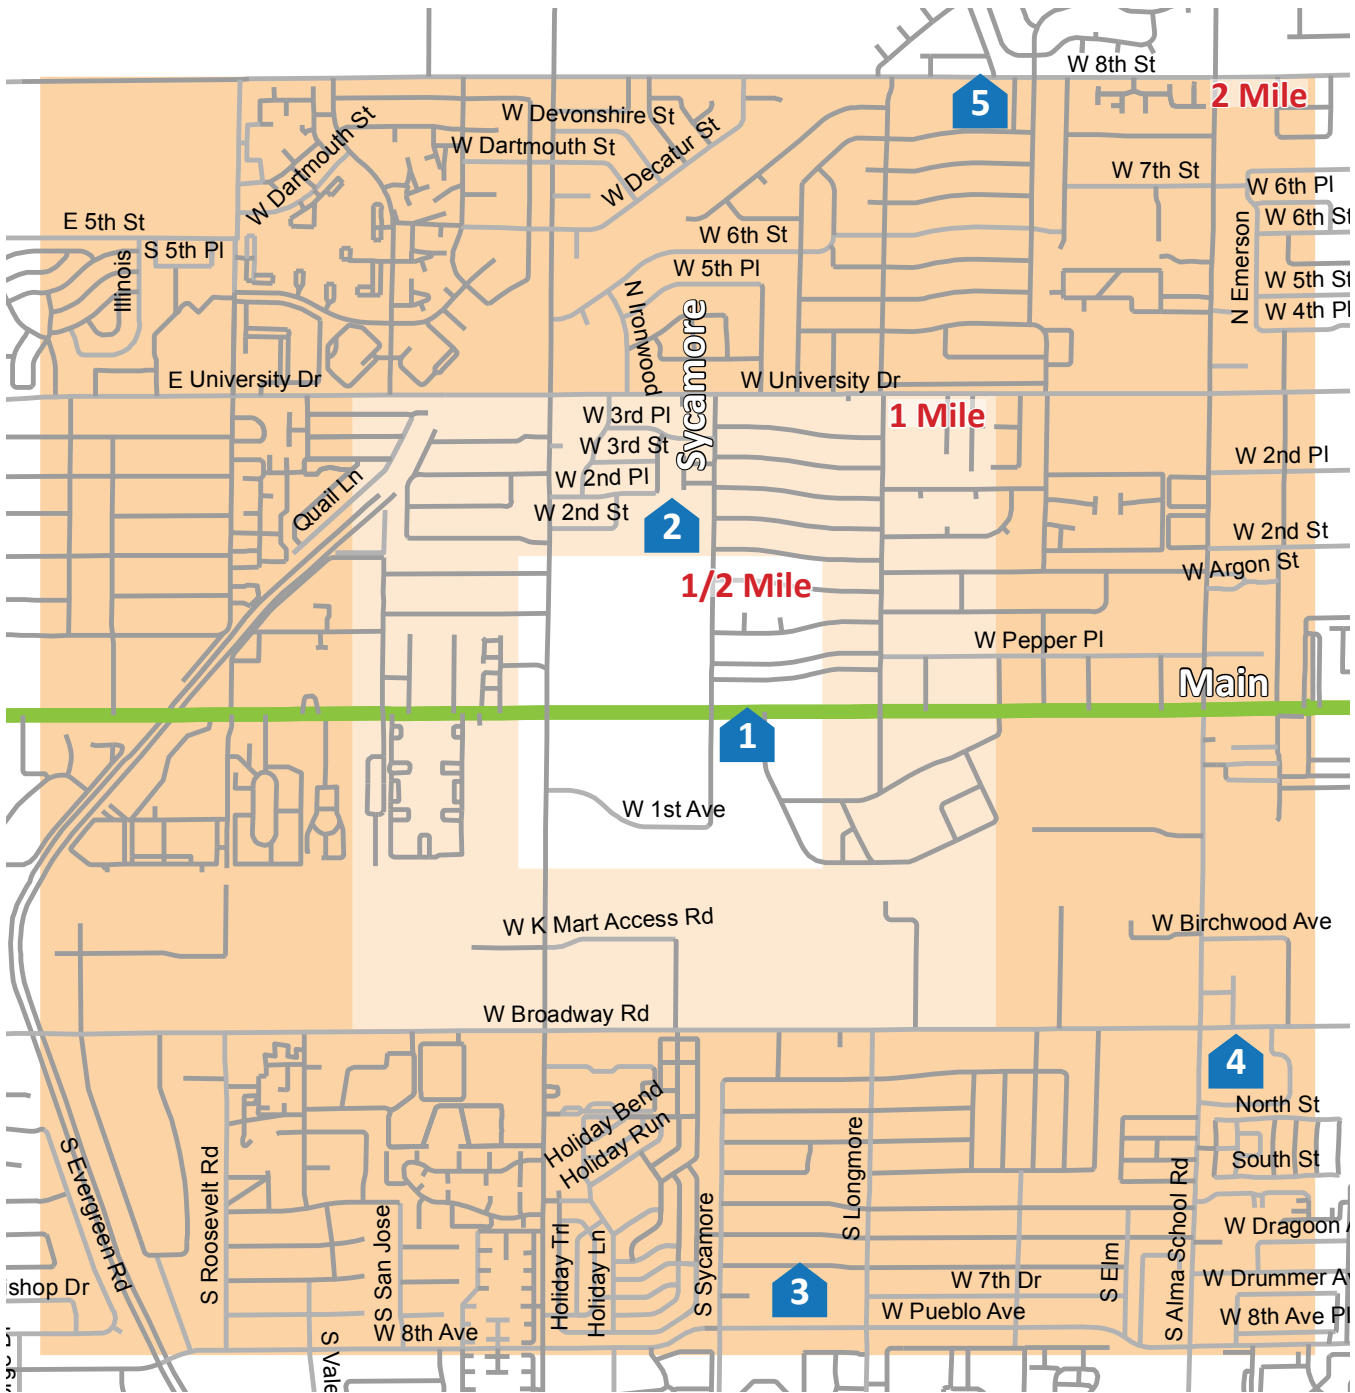 W 8th St
5
2 Mile
W Devonshire St
W Dartmouth St
W Dartmouth St
W Decatur St
W 7th St
W 6th Pl
W 6th St
E 5th St
S 5th Pl
Illinois
W 6th St
W 5th Pl
N Ironwood
Sycamore
N Emerson
W 5th St
W 4th Pl
E University Dr
W University Dr
1 Mile
W 3rd Pl
W 3rd St
W 2nd Pl
W 2nd St
2
Quail Ln
W 2nd Pl
W 2nd St
W Argon St
1/2 Mile
W Pepper Pl
Main
1
W 1st Ave
W K Mart Access Rd
W Birchwood Ave
W Broadway Rd
4
North St
South St
Holiday Bend
Holiday Run
S Evergreen Rd
S Roosevelt Rd
S San Jose
Holiday Trl
Holiday Ln
S Sycamore
S Longmore
S Elm
S Alma School Rd
W Dragoon A
W Drummer Av
W 8th Ave Pl
3
W 7th Dr
W Pueblo Ave
shop Dr
W 8th Ave
S Vale